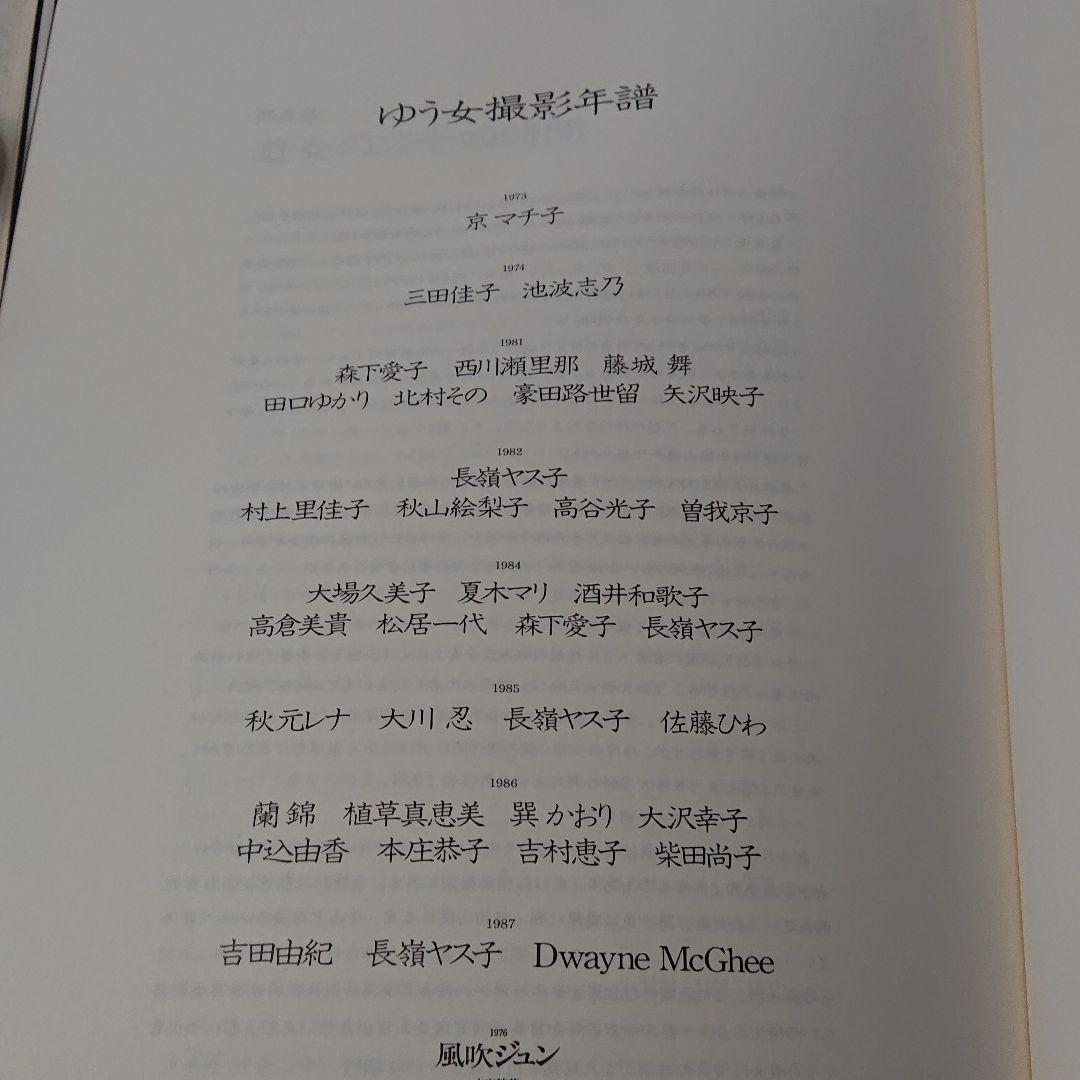 ゆう女撮影年譜
1973
京 マチ子
1974
三田佳子 池波志乃
1981
森下愛子 西川瀬里那 藤城 舞
田口ゆかり 北村その 豪田路世留 矢沢映子
1982
長嶺ヤス子
村上里佳子 秋山絵梨子 高谷光子 曽我京子
1984
大場久美子 夏木マリ 酒井和歌子
高倉美貴 松居一代 森下愛子 長嶺ヤス子
1985
秋元レナ 大川 忍 長嶺ヤス子 佐藤ひわ
1986
蘭 錦 植草真恵美 巽 かおり 大沢幸子
中込由香 本庄恭子 吉村恵子 柴田尚子
1987
吉田由紀 長嶺ヤス子 Dwayne McGhee
1976
風吹ジュン